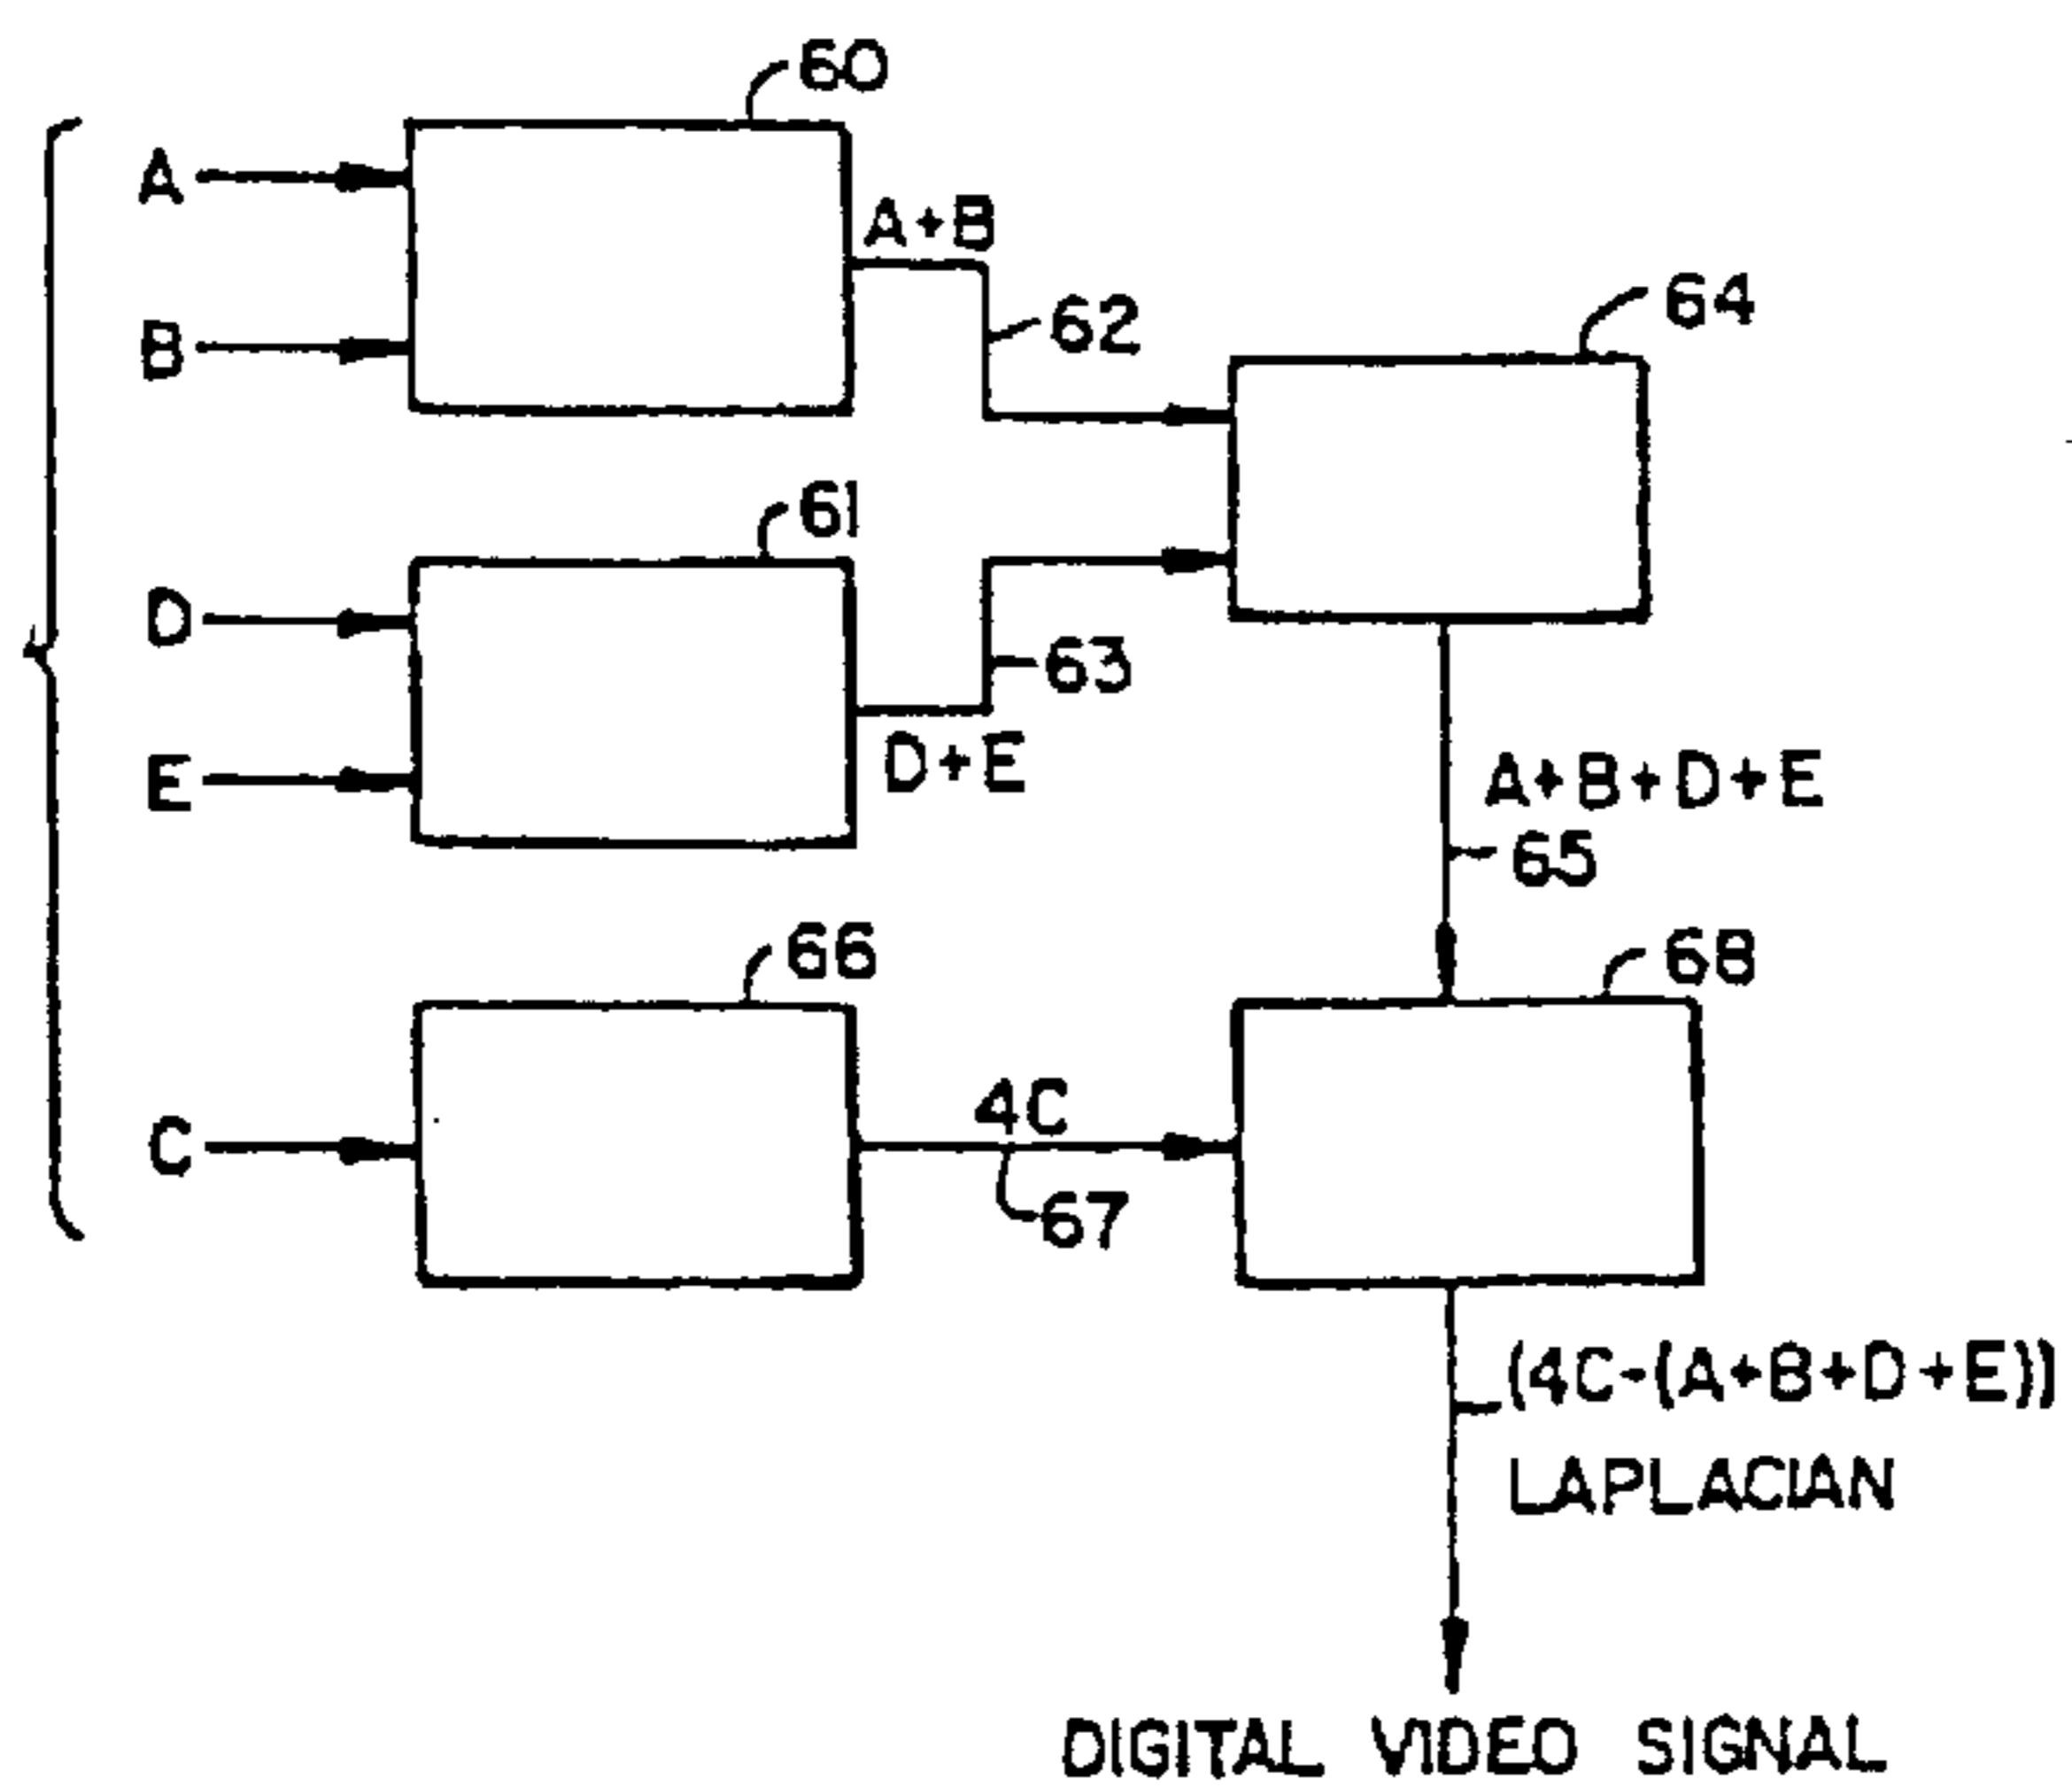 60
A
A+B
62
B
64
61
D
63
D+E
E
A+B+D+E
65
66
68
4C
C
67
(4C-(A+B+D+E))
LAPLACIAN
DIGITAL VIDEO SIGNAL